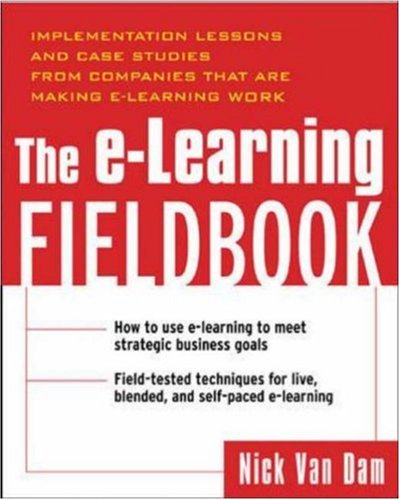 IMPLEMENTATION LESSONS
AND CASE STUDIES
FROM COMPANIES THAT ARE
MAKING E-LEARNING WORK
The e-Learning
FIELDBOOK
How to use e-learning to meet
strategic business goals
Field-tested techniques for live,
blended, and self-paced e-learning
Nick Van Dam